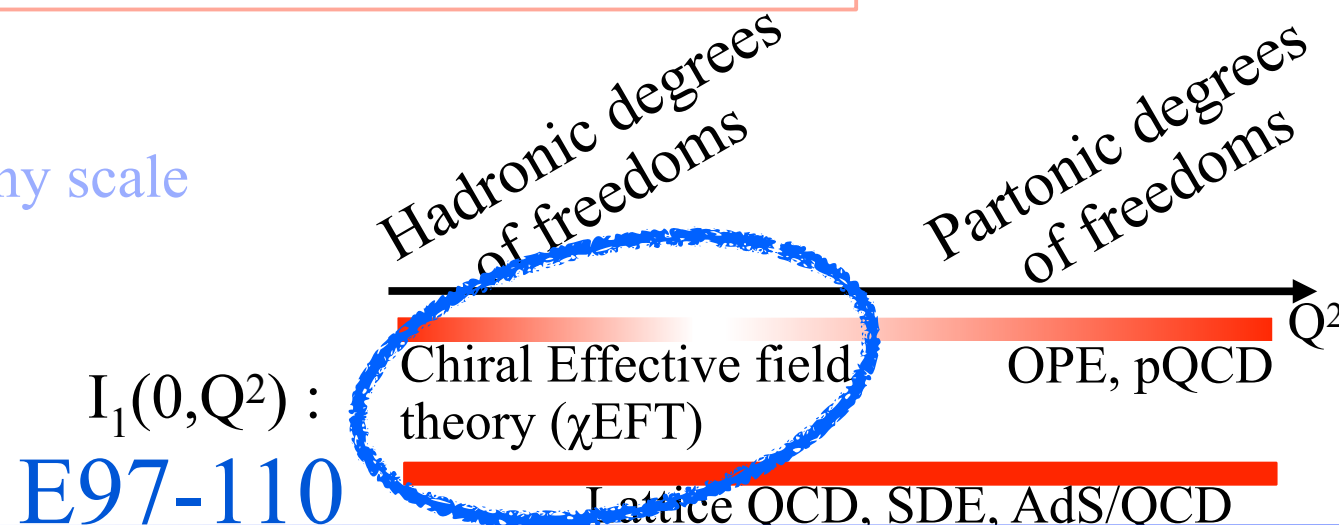 Hadronic degrees
of freedoms
Partonic degrees
of freedoms
ny scale
Q²
Chiral Effective field
theory (χEFT)
OPE, pQCD
I₁(0,Q²) :
E97-110
Lattice QCD, SDE, AdS/QCD